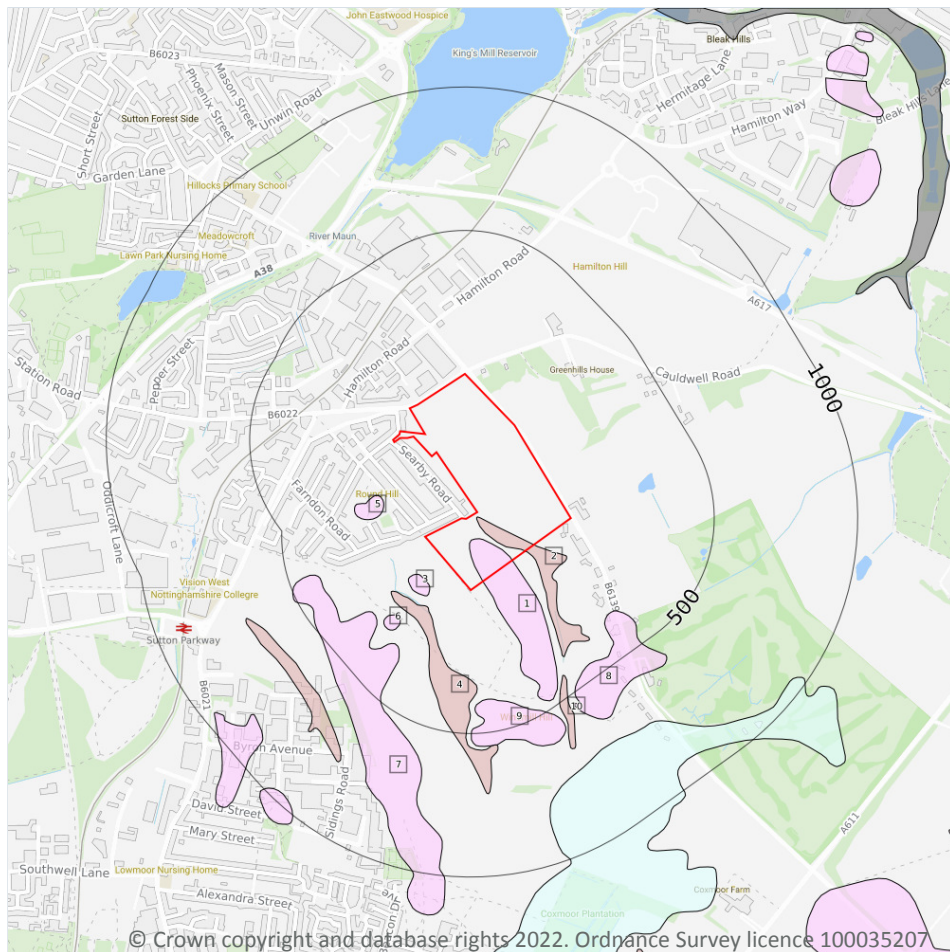 John Eastwood Hospice
B6023
King's Mill Reservoir
Bleak Hills
Mason Street
Phoenix Street
Unwin Road
Hermitage Lane
Sutton Forest Side
Short Street
Hamilton Way
Bleak Hills Lane
Garden Lane
Hillocks Primary School
Meadowcroft
River Maun
Lawn Park Nursing Home
A38
Hamilton Road
Hamilton Hill
A617
Station Road
Hamilton Road
Greenhills House
Cauldwell Road
1000
B6022
Searby Road
Farndon Road
Round Hill
5
Oddicroft Lane
2
Vision West
Nottinghamshire Collegre
3
1
B6139
500
6
Sutton Parkway
8
4
B6021
10
9
Byron Avenue
7
Sidings Road
David Street
Mary Street
A611
Southwell Lane
Lowmoor Nursing Home
Coxmoor Farm
Alexandra Street
Coxmoor Plantation
© Crown copyright and database rights 2022. Ordnance Survey licence 100035207